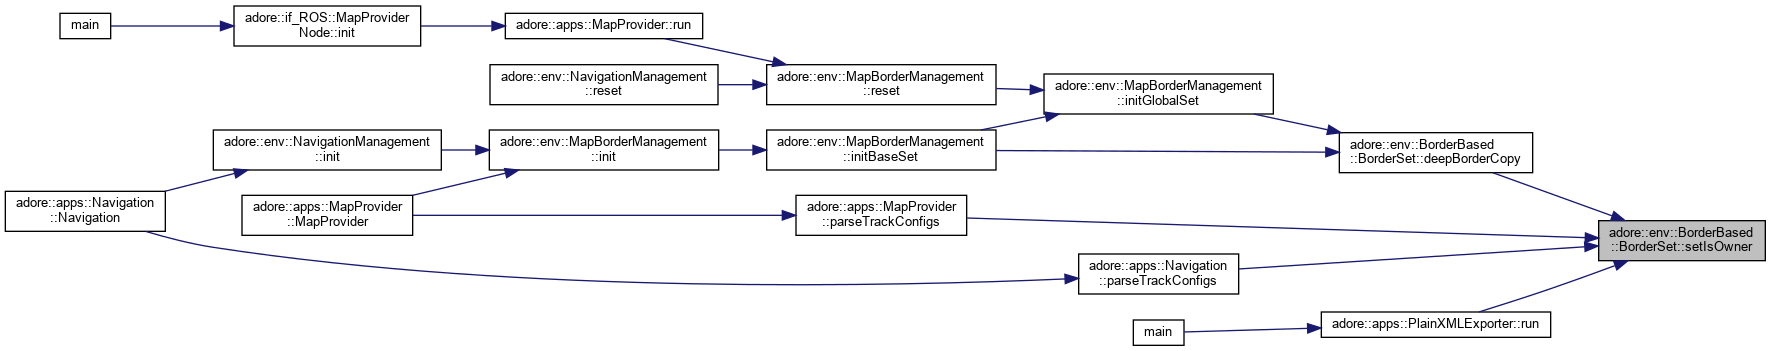 main
adore::if_ROS::MapProvider
Node::init
adore::apps::MapProvider::run
adore::env::NavigationManagement
::reset
adore::env::MapBorderManagement
::reset
adore::env::MapBorderManagement
::initGlobalSet
adore::env::NavigationManagement
::init
adore::env::MapBorderManagement
::init
adore::env::MapBorderManagement
::initBaseSet
adore::env::BorderBased
::BorderSet::deepBorderCopy
adore::apps::Navigation
::Navigation
adore::apps::MapProvider
::MapProvider
adore::apps::MapProvider
::parseTrackConfigs
adore::env::BorderBased
::BorderSet::setIsOwner
adore::apps::Navigation
::parseTrackConfigs
main
adore::apps::PlainXMLExporter::run